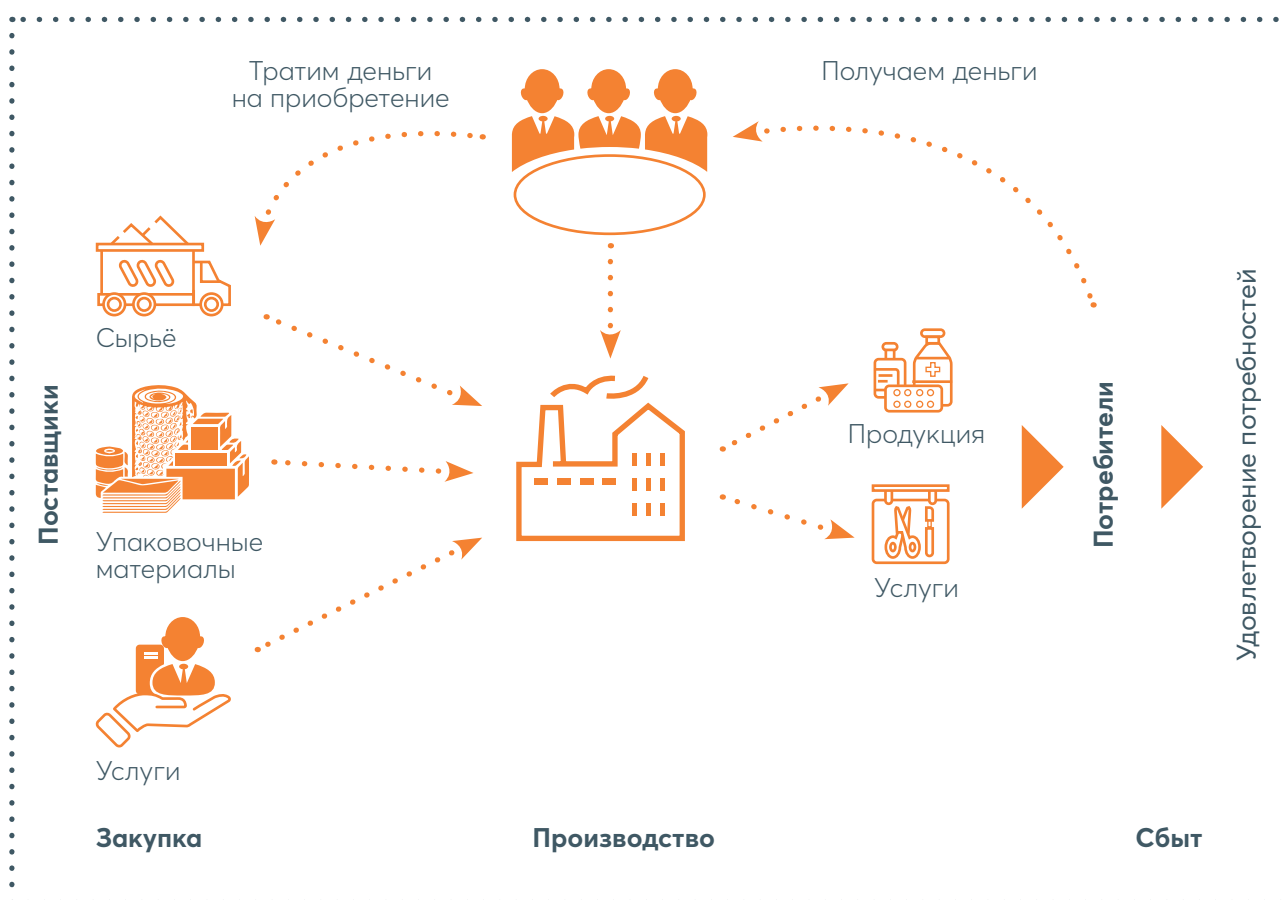 Тратим деньги
на приобретение
Получаем деньги
Поставщики
Сырьё
Упаковочные
материалы
Услуги
Продукция
Услуги
Потребители
Удовлетворение потребностей
Закупка
Производство
Сбыт